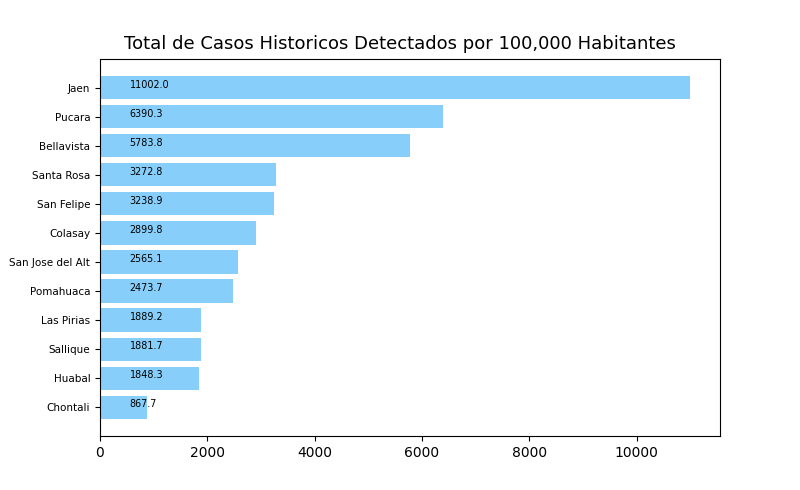 Total de Casos Historicos Detectados por 100,000 Habitantes
Jaen 11002.0
Pucara 6390.3
Bellavista 5783.8
Santa Rosa 3272.8
San Felipe 3238.9
Colasay 2899.8
San Jose del Alt 2565.1
Pomahuaca 2473.7
Las Pirias 1889.2
Sallique 1881.7
Huabal 1848.3
Chontali 867.7
0 2000 4000 6000 8000 10000